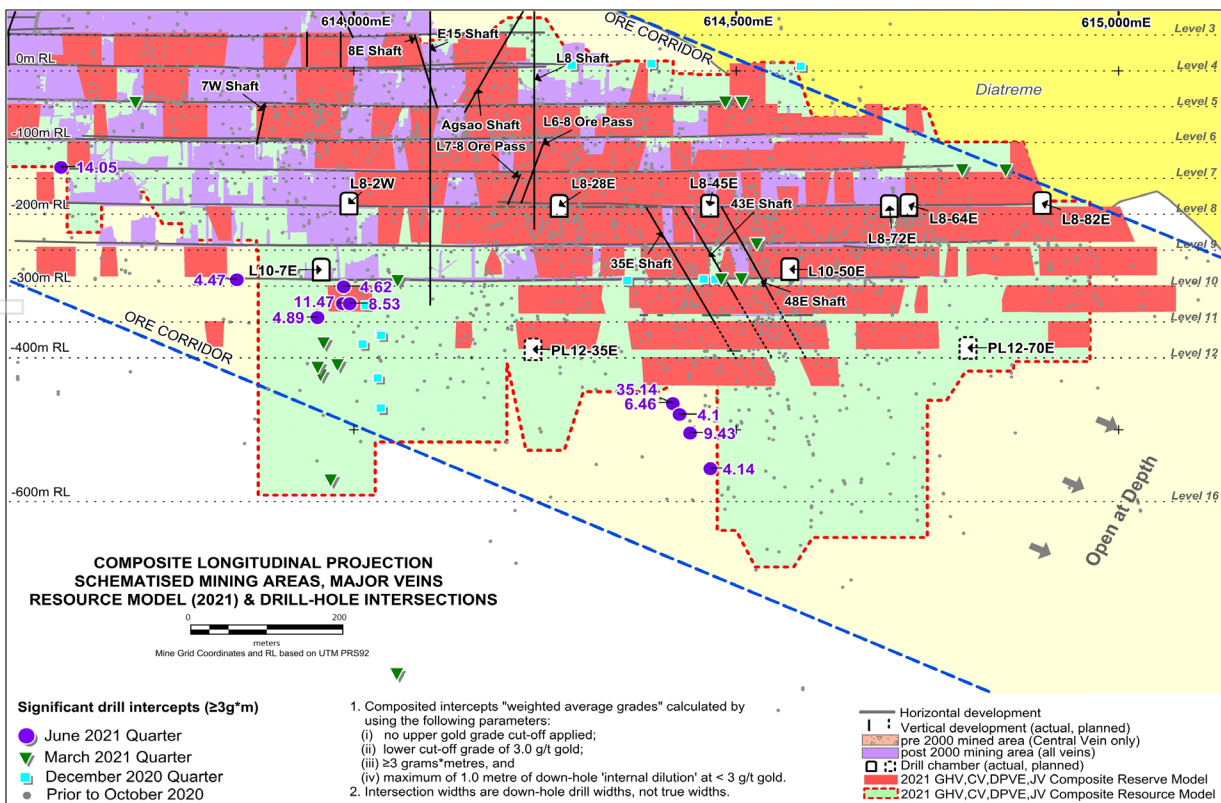 614,000mE
614,500mE
615,000mE
ORE CORRIDOR
Level 3
E15 Shaft
8E Shaft
0m RL
L8 Shaft
Level 4
7W Shaft
Diatreme
Level 5
Agsao Shaft
L6-8 Ore Pass
-100m RL
Level 6
L7-8 Ore Pass
14.05
Level 7
L8-2W
L8-28E
L8-45E
43E Shaft
-200m RL
Level 8
L8-64E
L8-82E
L8-72E
Level 9
35E Shaft
L10-7E
L10-50E
4.47
-300m RL
4.62
Level 10
11.47
8.53
48E Shaft
4.89
Level 11
ORE CORRIDOR
PL12-35E
PL12-70E
-400m RL
Level 12
35.14
6.46
4.1
9.43
4.14
-600m RL
Level 16
Open at Depth
COMPOSITE LONGITUDINAL PROJECTION
SCHEMATISED MINING AREAS, MAJOR VEINS
RESOURCE MODEL (2021) & DRILL-HOLE INTERSECTIONS
0
200
meters
Mine Grid Coordinates and RL based on UTM PRS92
Significant drill intercepts (≥3g*m)
June 2021 Quarter
March 2021 Quarter
December 2020 Quarter
Prior to October 2020
1. Composited intercepts "weighted average grades" calculated by
using the following parameters:
(i) no upper gold grade cut-off applied;
(ii) lower cut-off grade of 3.0 g/t gold;
(iii) ≥3 grams*metres, and
(iv) maximum of 1.0 metre of down-hole 'internal dilution' at < 3 g/t gold.
2. Intersection widths are down-hole drill widths, not true widths.
Horizontal development
Vertical development (actual, planned)
pre 2000 mined area (Central Vein only)
post 2000 mining area (all veins)
Drill chamber (actual, planned)
2021 GHV,CV,DPVE,JV Composite Reserve Model
2021 GHV,CV,DPVE,JV Composite Resource Model